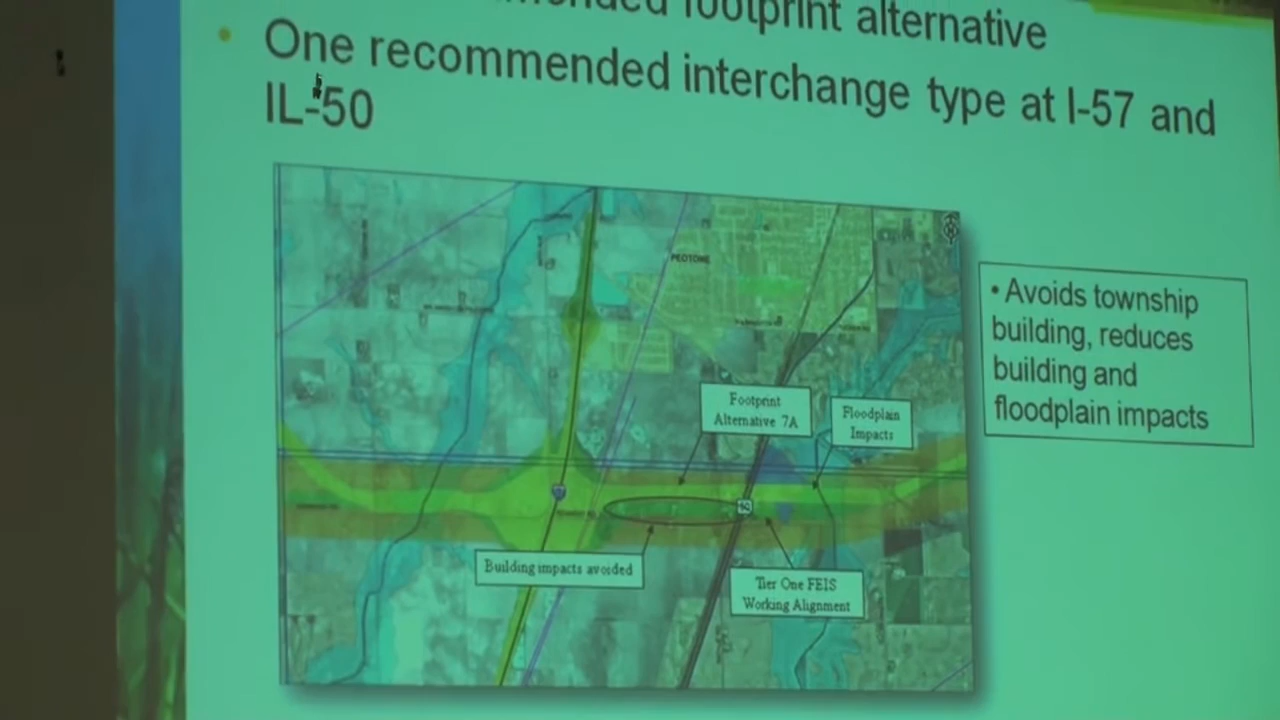 footprint alternative
• One recommended interchange type at I-57 and
IL-50
PEOTONE
Footprint
Alternative 7A
Floodplain
Impacts
50
Building impacts avoided
Tier One FEIS
Working Alignment
• Avoids township
building, reduces
building and
floodplain impacts